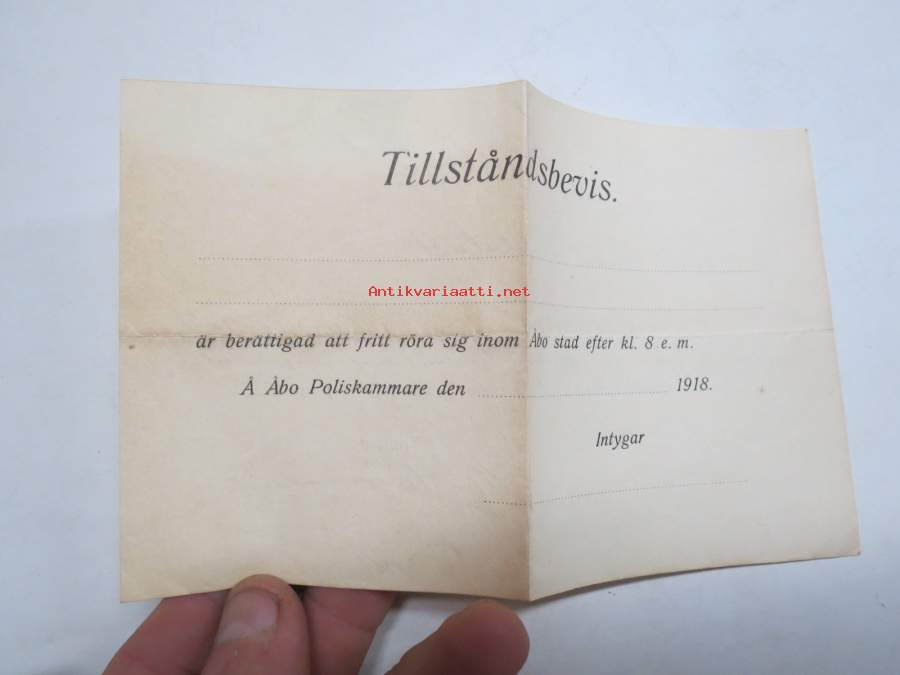 Tillståndsbevis.
Antikvariaatti.net
är berättigad att fritt röra sig inom Åbo stad efter kl. 8 e. m.
Å Åbo Poliskammare den 1918.
Intygar